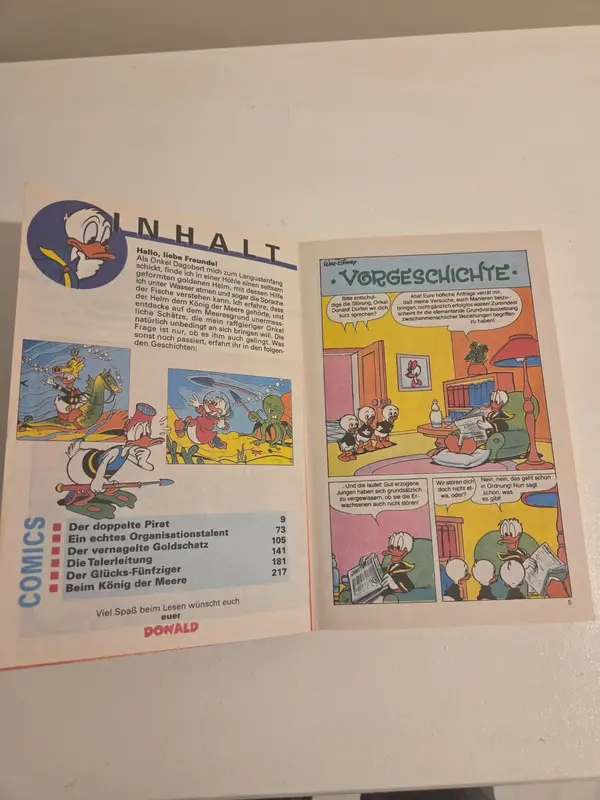 INHALT
Hallo, liebe Freunde!
Als Onkel Dagobert mich zum Langustenfang
schickt, finde ich in einer Höhle einen seltsam
geformten goldenen Helm, mit dessen Hilfe
ich unter Wasser atmen und sogar die Sprache
der Fische verstehen kann. Ich erfahre, dass
der Helm dem König der Meere gehörte, und
entdecke auf dem Meeresgrund unermess-
liche Schätze, die mein raffgieriger Onkel
natürlich unbedingt an sich bringen will. Die
Frage ist nur, ob es ihm auch gelingt. Was
sonst noch passiert, erfahrt ihr in den folgen-
den Geschichten:
COMICS
Der doppelte Pirat 9
Ein echtes Organisationstalent 73
Der vernagelte Goldschatz 105
Die Talerleitung 141
Der Glücks-Fünfziger 181
Beim König der Meere 217
Viel Spaß beim Lesen wünscht euch
euer
DONALD
Walt Disney
·VORGESCHICHTE·
Bitte entschul-
dige die Störung, Onkel
Donald! Dürfen wir dich
kurz sprechen?
Aha! Eure höfliche Anfrage verrät mir,
daß meine Versuche, euch Manieren beizu-
bringen, nicht gänzlich erfolglos waren! Zumindest
scheint ihr die elementarste Grundvoraussetzung
zwischenmenschlicher Beziehungen begriffen
zu haben!
...Und die lautet: Gut erzogene
Jungen haben sich grundsätzlich
zu vergewissern, ob sie die Er-
wachsenen auch nicht stören!
Wir stören dich
doch nicht et-
wa, oder?
Nein, nein, das geht schon
in Ordnung! Nun sagt
schon, was
es gibt!
5